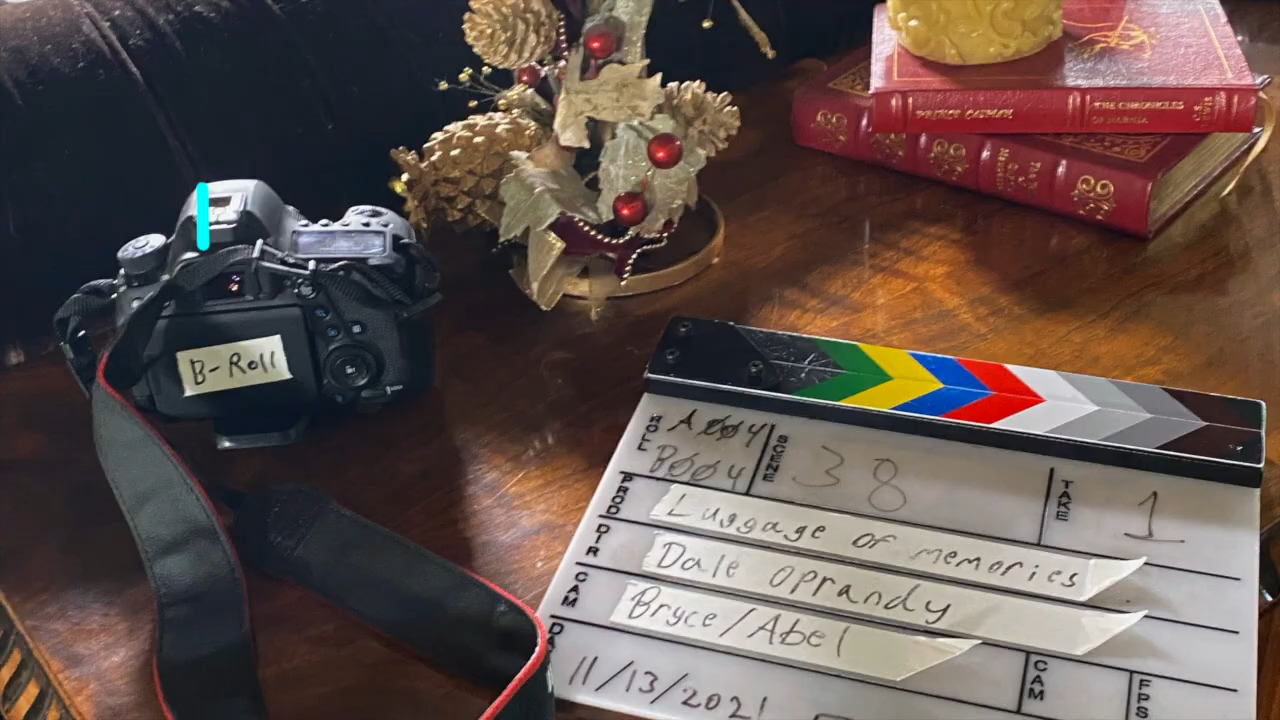 PRINCE CASPIAN
THE CHRONICLES
OF NARNIA
B-Roll
ROLL
A004
B004
SCENE
38
TAKE
1
PROD
Luggage of memories
DIR
Dale Oprandy
CAM
Bryce/Abel
DA
11/13/2021
CAM
FPS